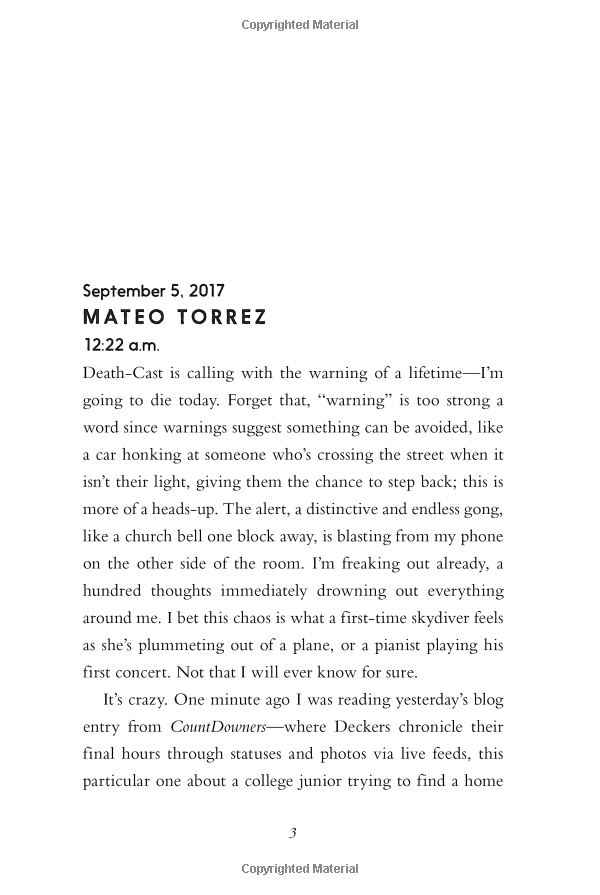 Copyrighted Material
September 5, 2017
MATEO TORREZ
12:22 a.m.
Death-Cast is calling with the warning of a lifetime—I’m
going to die today. Forget that, “warning” is too strong a
word since warnings suggest something can be avoided, like
a car honking at someone who’s crossing the street when it
isn’t their light, giving them the chance to step back; this is
more of a heads-up. The alert, a distinctive and endless gong,
like a church bell one block away, is blasting from my phone
on the other side of the room. I’m freaking out already, a
hundred thoughts immediately drowning out everything
around me. I bet this chaos is what a first-time skydiver feels
as she’s plummeting out of a plane, or a pianist playing his
first concert. Not that I will ever know for sure.
It’s crazy. One minute ago I was reading yesterday’s blog
entry from CountDowners—where Deckers chronicle their
final hours through statuses and photos via live feeds, this
particular one about a college junior trying to find a home
3
Copyrighted Material